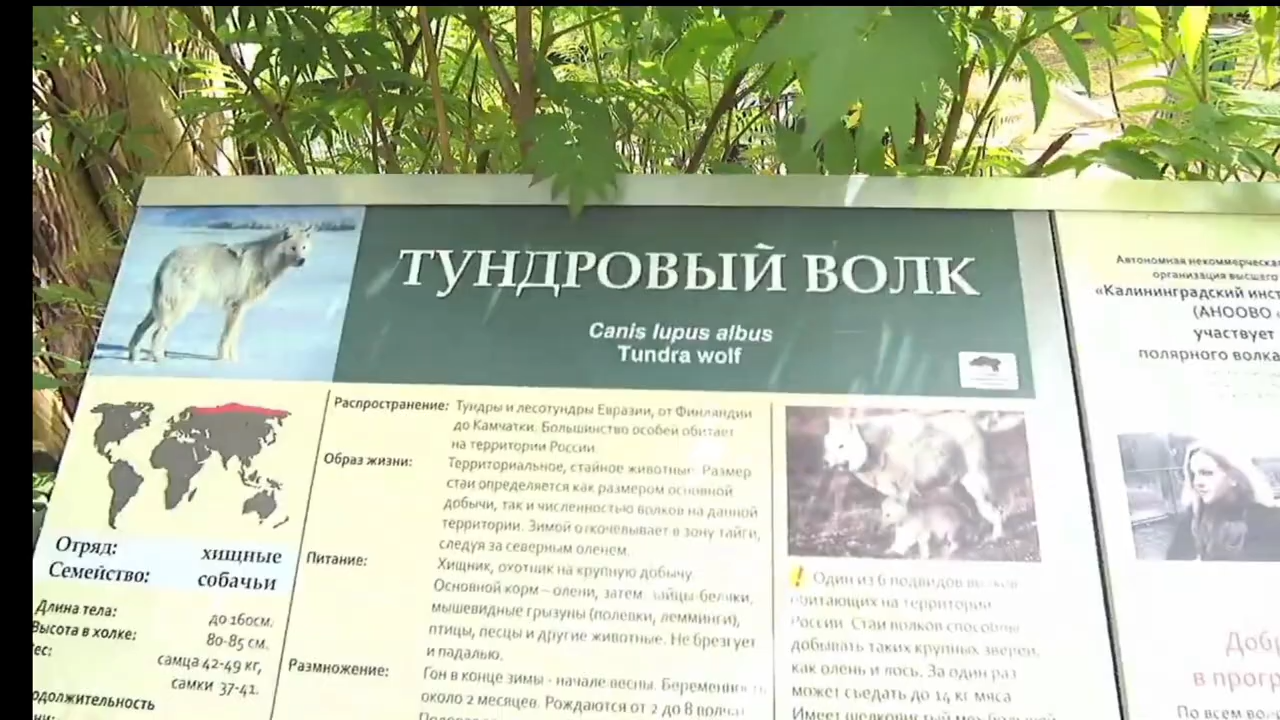 ТУНДРОВЫЙ ВОЛК
Canis lupus albus
Tundra wolf
Отряд: хищные
Семейство: собачьи
Длина тела: до 160см.
Высота в холке: 80-85 см.
самца 42-49 кг,
самки 37-41.
Распространение: Тундры и лесотундры Евразии, от Финляндии
до Камчатки. Большинство особей обитает
на территории России.
Образ жизни: Территориальное, стайное животные. Размер
стаи определяется как размером основной
добычи, так и численностью волков на данной
территории. Зимой откочевывает в зону тайги,
следуя за северным оленем.
Питание: Хищник, охотник на крупную добычу.
Основной корм – олени, затем зайцы-беляки,
мышевидные грызуны (полевки, лемминги),
птицы, песцы и другие животные. Не брезгует
и падалью.
Размножение: Гон в конце зимы - начале весны.
около 2 месяцев. Рождаются от 2 до 8
! Один из 6 подвидов волков
обитающих на территории
России. Стаи волков способны
добывать таких крупных зверей,
как олень и лось. За один раз
может съедать до 14 кг мяса
Имеет
Автономная некоммерческая
организация высшего
«Калининградский
(АНООВО
участвует
полярного волка
в
По всем